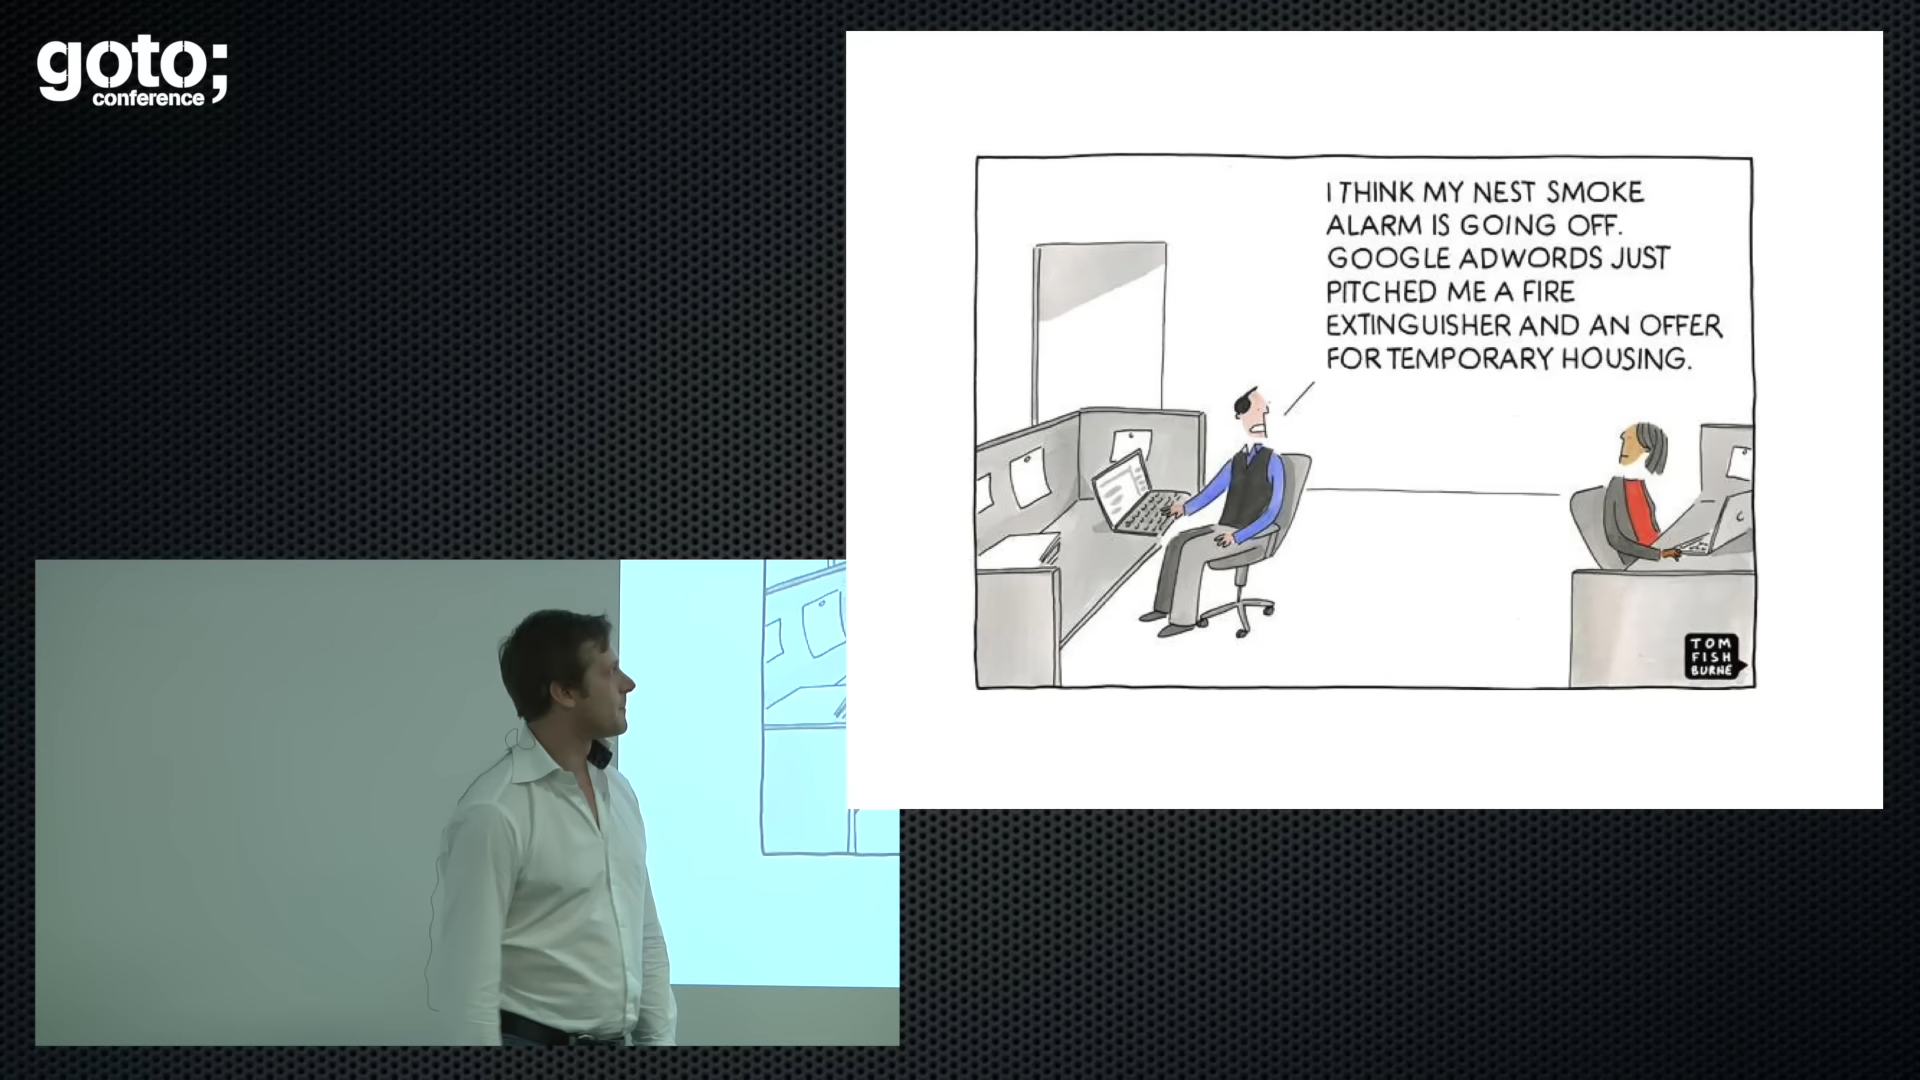 goto;
conference
I THINK MY NEST SMOKE
ALARM IS GOING OFF.
GOOGLE ADWORDS JUST
PITCHED ME A FIRE
EXTINGUISHER AND AN OFFER
FOR TEMPORARY HOUSING.
TOM
FISH
BURNE